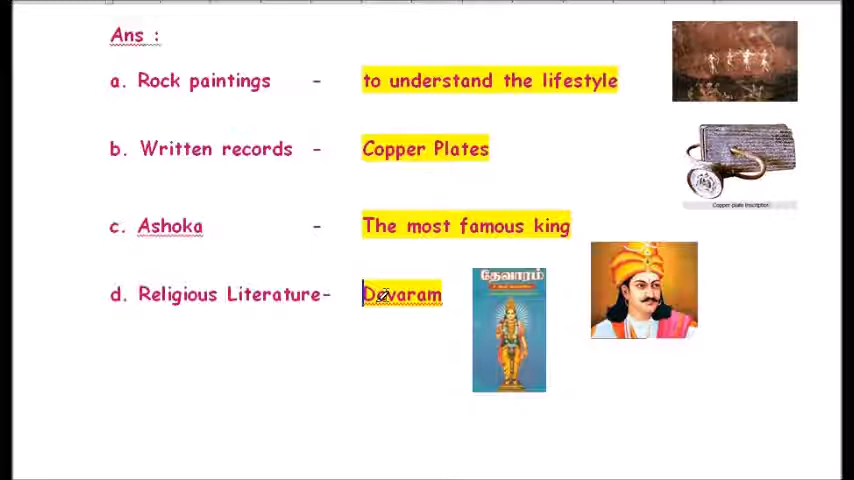 Ans :
a. Rock paintings - to understand the lifestyle
b. Written records - Copper Plates
Copper plate inscription
c. Ashoka - The most famous king
d. Religious Literature- Devaram
தேவாரம்